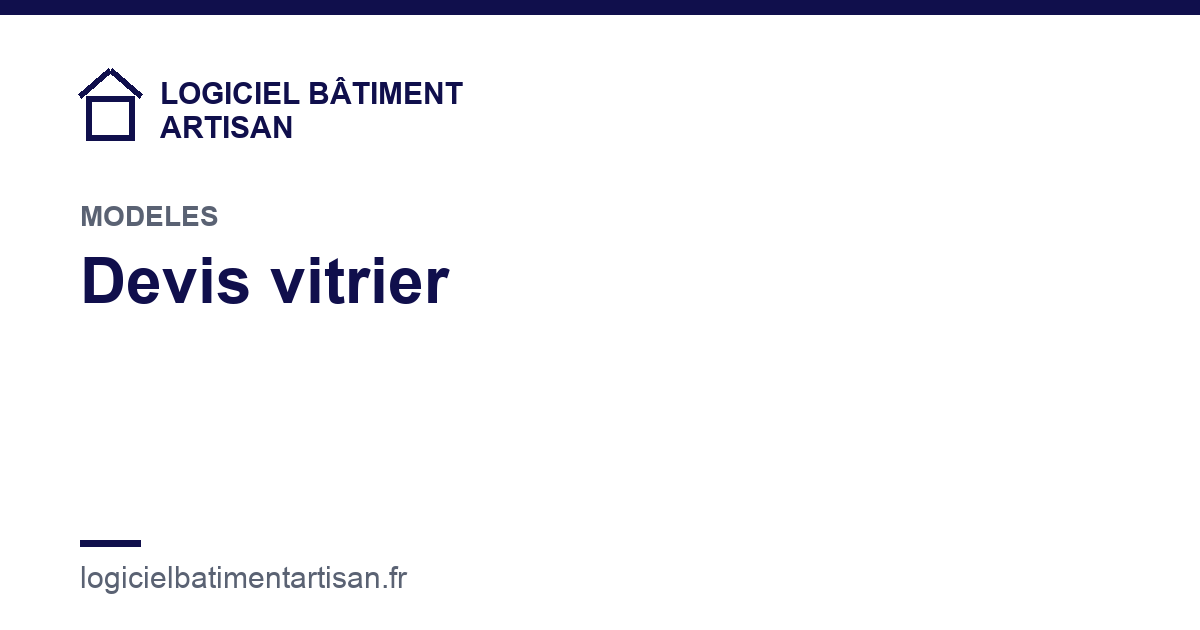 LOGICIEL BÂTIMENT
ARTISAN
MODELES
Devis vitrier
logicielbatimentartisan.fr